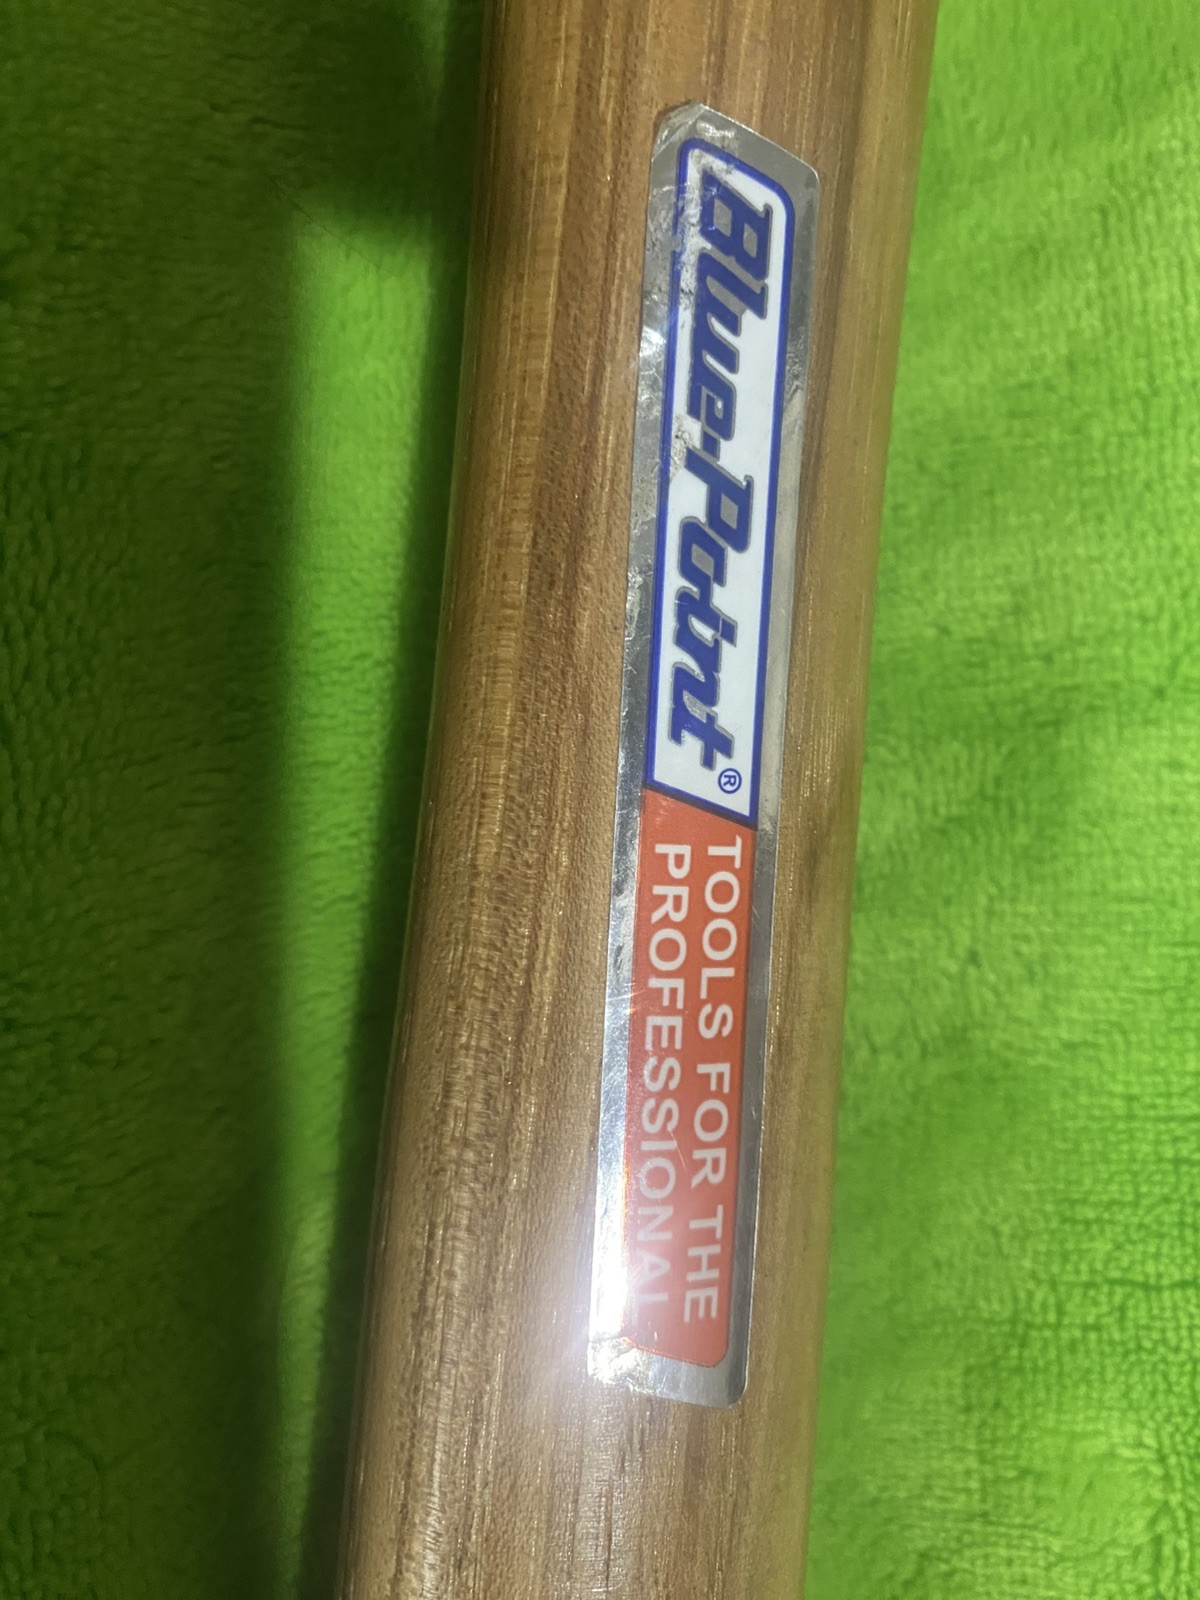 Blue-Point®
TOOLS FOR THE
PROFESSIONAL